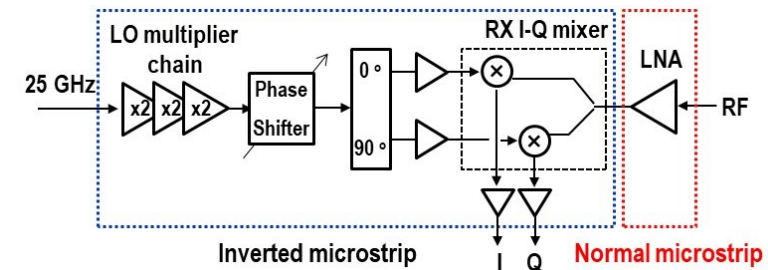 LO multiplier
chain
RX I-Q mixer
LNA
25 GHz
x2 x2 x2
Phase
Shifter
0 °
90 °
RF
Inverted microstrip
I Q
Normal microstrip